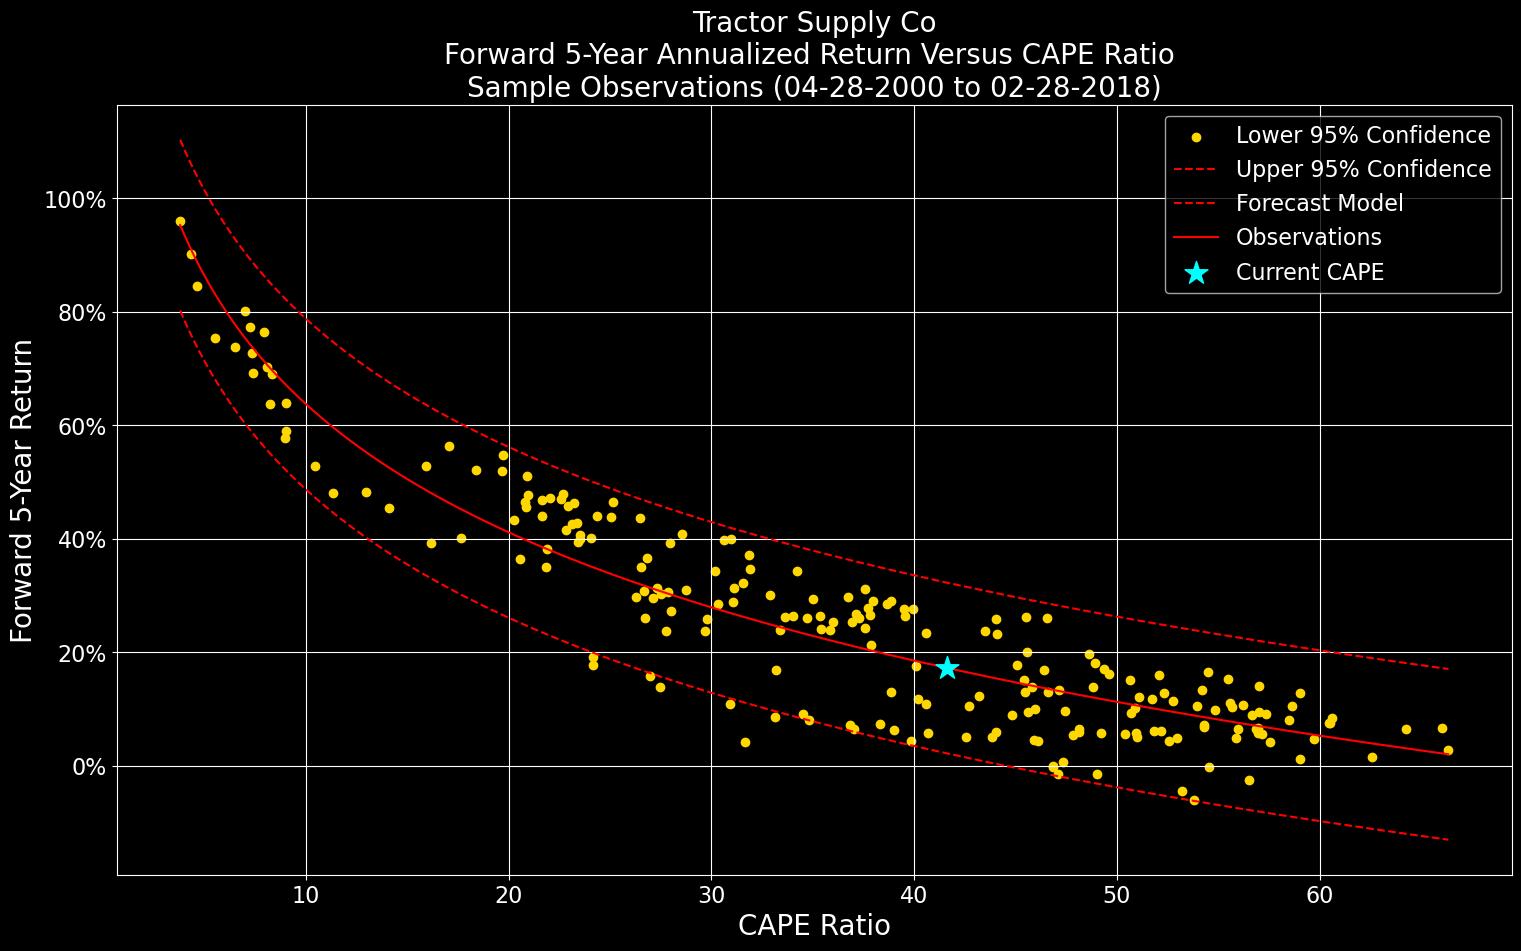 Tractor Supply Co
Forward 5-Year Annualized Return Versus CAPE Ratio
Sample Observations (04-28-2000 to 02-28-2018)
Lower 95% Confidence
Upper 95% Confidence
Forecast Model
Observations
Current CAPE
Forward 5-Year Return
100%
80%
60%
40%
20%
0%
10 20 30 40 50 60
CAPE Ratio